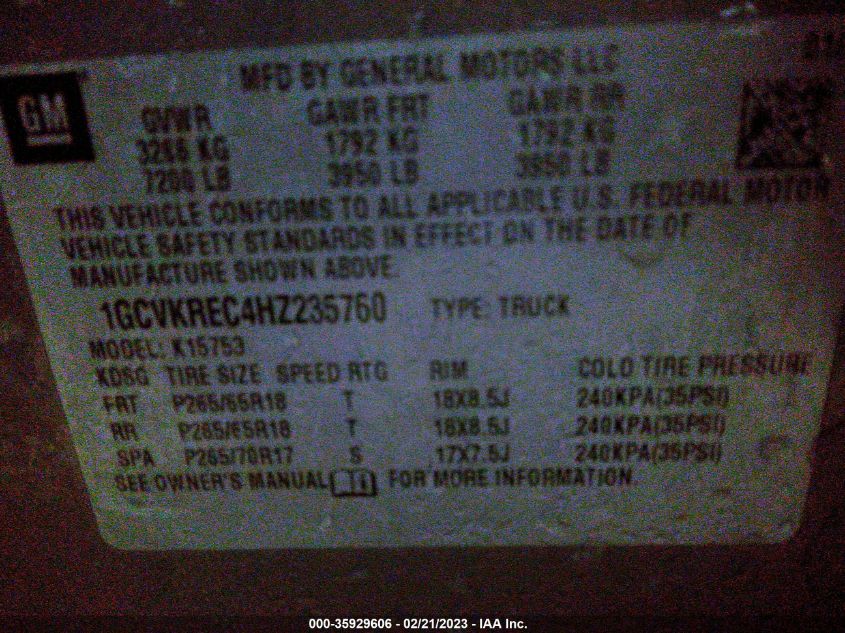 MFD BY GENERAL MOTORS LLC
GM
GVWR GAWR FRT GAWR RR
3266 KG 1792 KG 1792 KG
7200 LB 3950 LB 3950 LB
THIS VEHICLE CONFORMS TO ALL APPLICABLE U.S. FEDERAL MOTOR
VEHICLE SAFETY STANDARDS IN EFFECT ON THE DATE OF
MANUFACTURE SHOWN ABOVE.
1GCVKREC4HZ235760 TYPE: TRUCK
MODEL: K15753
KDSG TIRE SIZE SPEED RTG RIM COLD TIRE PRESSURE
FRT P265/65R18 T 18X8.5J 240KPA(35PSI)
RR P265/65R18 T 18X8.5J 240KPA(35PSI)
SPA P265/70R17 S 17X7.5J 240KPA(35PSI)
SEE OWNER'S MANUAL FOR MORE INFORMATION.
000-35929606 - 02/21/2023 - IAA Inc.